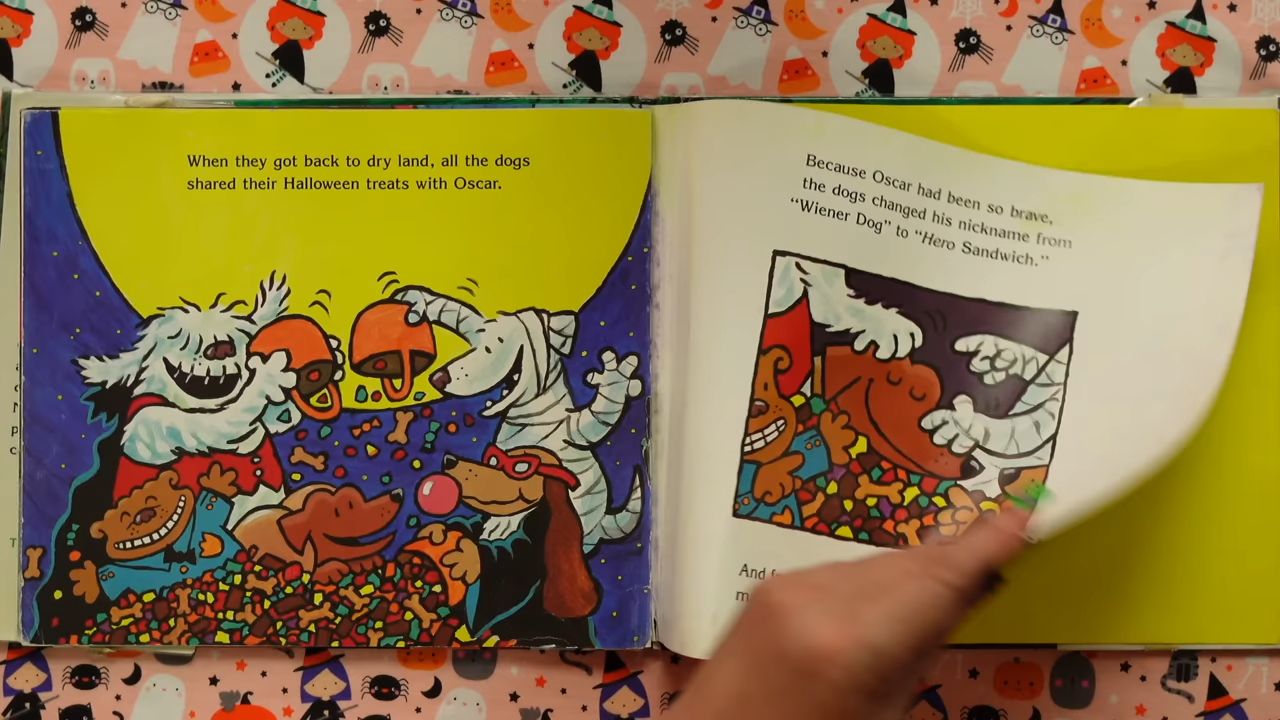 When they got back to dry land, all the dogs
shared their Halloween treats with Oscar.
Because Oscar had been so brave,
the dogs changed his nickname from
“Wiener Dog” to “Hero Sandwich.”
And